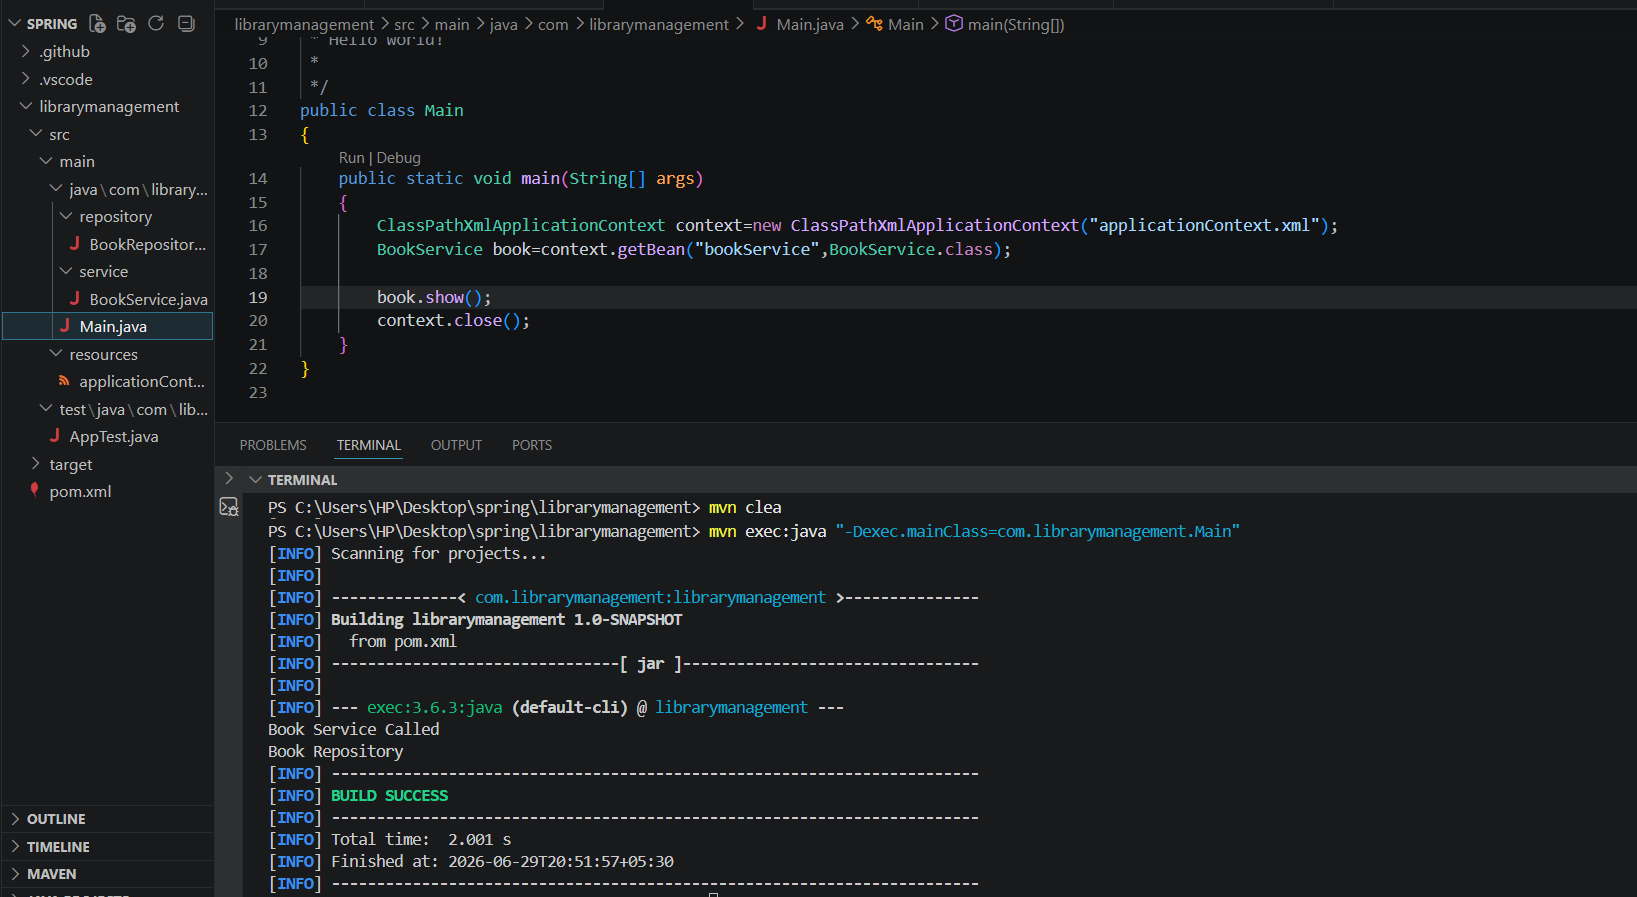 SPRING
.github
.vscode
librarymanagement
src
main
java\com\library...
repository
BookRepositor...
service
BookService.java
Main.java
resources
applicationCont...
test\java\com\lib...
AppTest.java
target
pom.xml
OUTLINE
TIMELINE
MAVEN
librarymanagement > src > main > java > com > librarymanagement > Main.java > Main > main(String[])
9 * Hello world!
10 *
11 */
12 public class Main
13 {
Run | Debug
14 public static void main(String[] args)
15 {
16 ClassPathXmlApplicationContext context=new ClassPathXmlApplicationContext("applicationContext.xml");
17 BookService book=context.getBean("bookService",BookService.class);
18
19 book.show();
20 context.close();
21 }
22 }
23
PROBLEMS TERMINAL OUTPUT PORTS
TERMINAL
PS C:\Users\HP\Desktop\spring\librarymanagement> mvn clea
PS C:\Users\HP\Desktop\spring\librarymanagement> mvn exec:java "-Dexec.mainClass=com.librarymanagement.Main"
[INFO] Scanning for projects...
[INFO]
[INFO] --------------< com.librarymanagement:librarymanagement >---------------
[INFO] Building librarymanagement 1.0-SNAPSHOT
[INFO]   from pom.xml
[INFO] --------------------------------[ jar ]---------------------------------
[INFO]
[INFO] --- exec:3.6.3:java (default-cli) @ librarymanagement ---
Book Service Called
Book Repository
[INFO] ------------------------------------------------------------------------
[INFO] BUILD SUCCESS
[INFO] ------------------------------------------------------------------------
[INFO] Total time:  2.001 s
[INFO] Finished at: 2026-06-29T20:51:57+05:30
[INFO] ------------------------------------------------------------------------